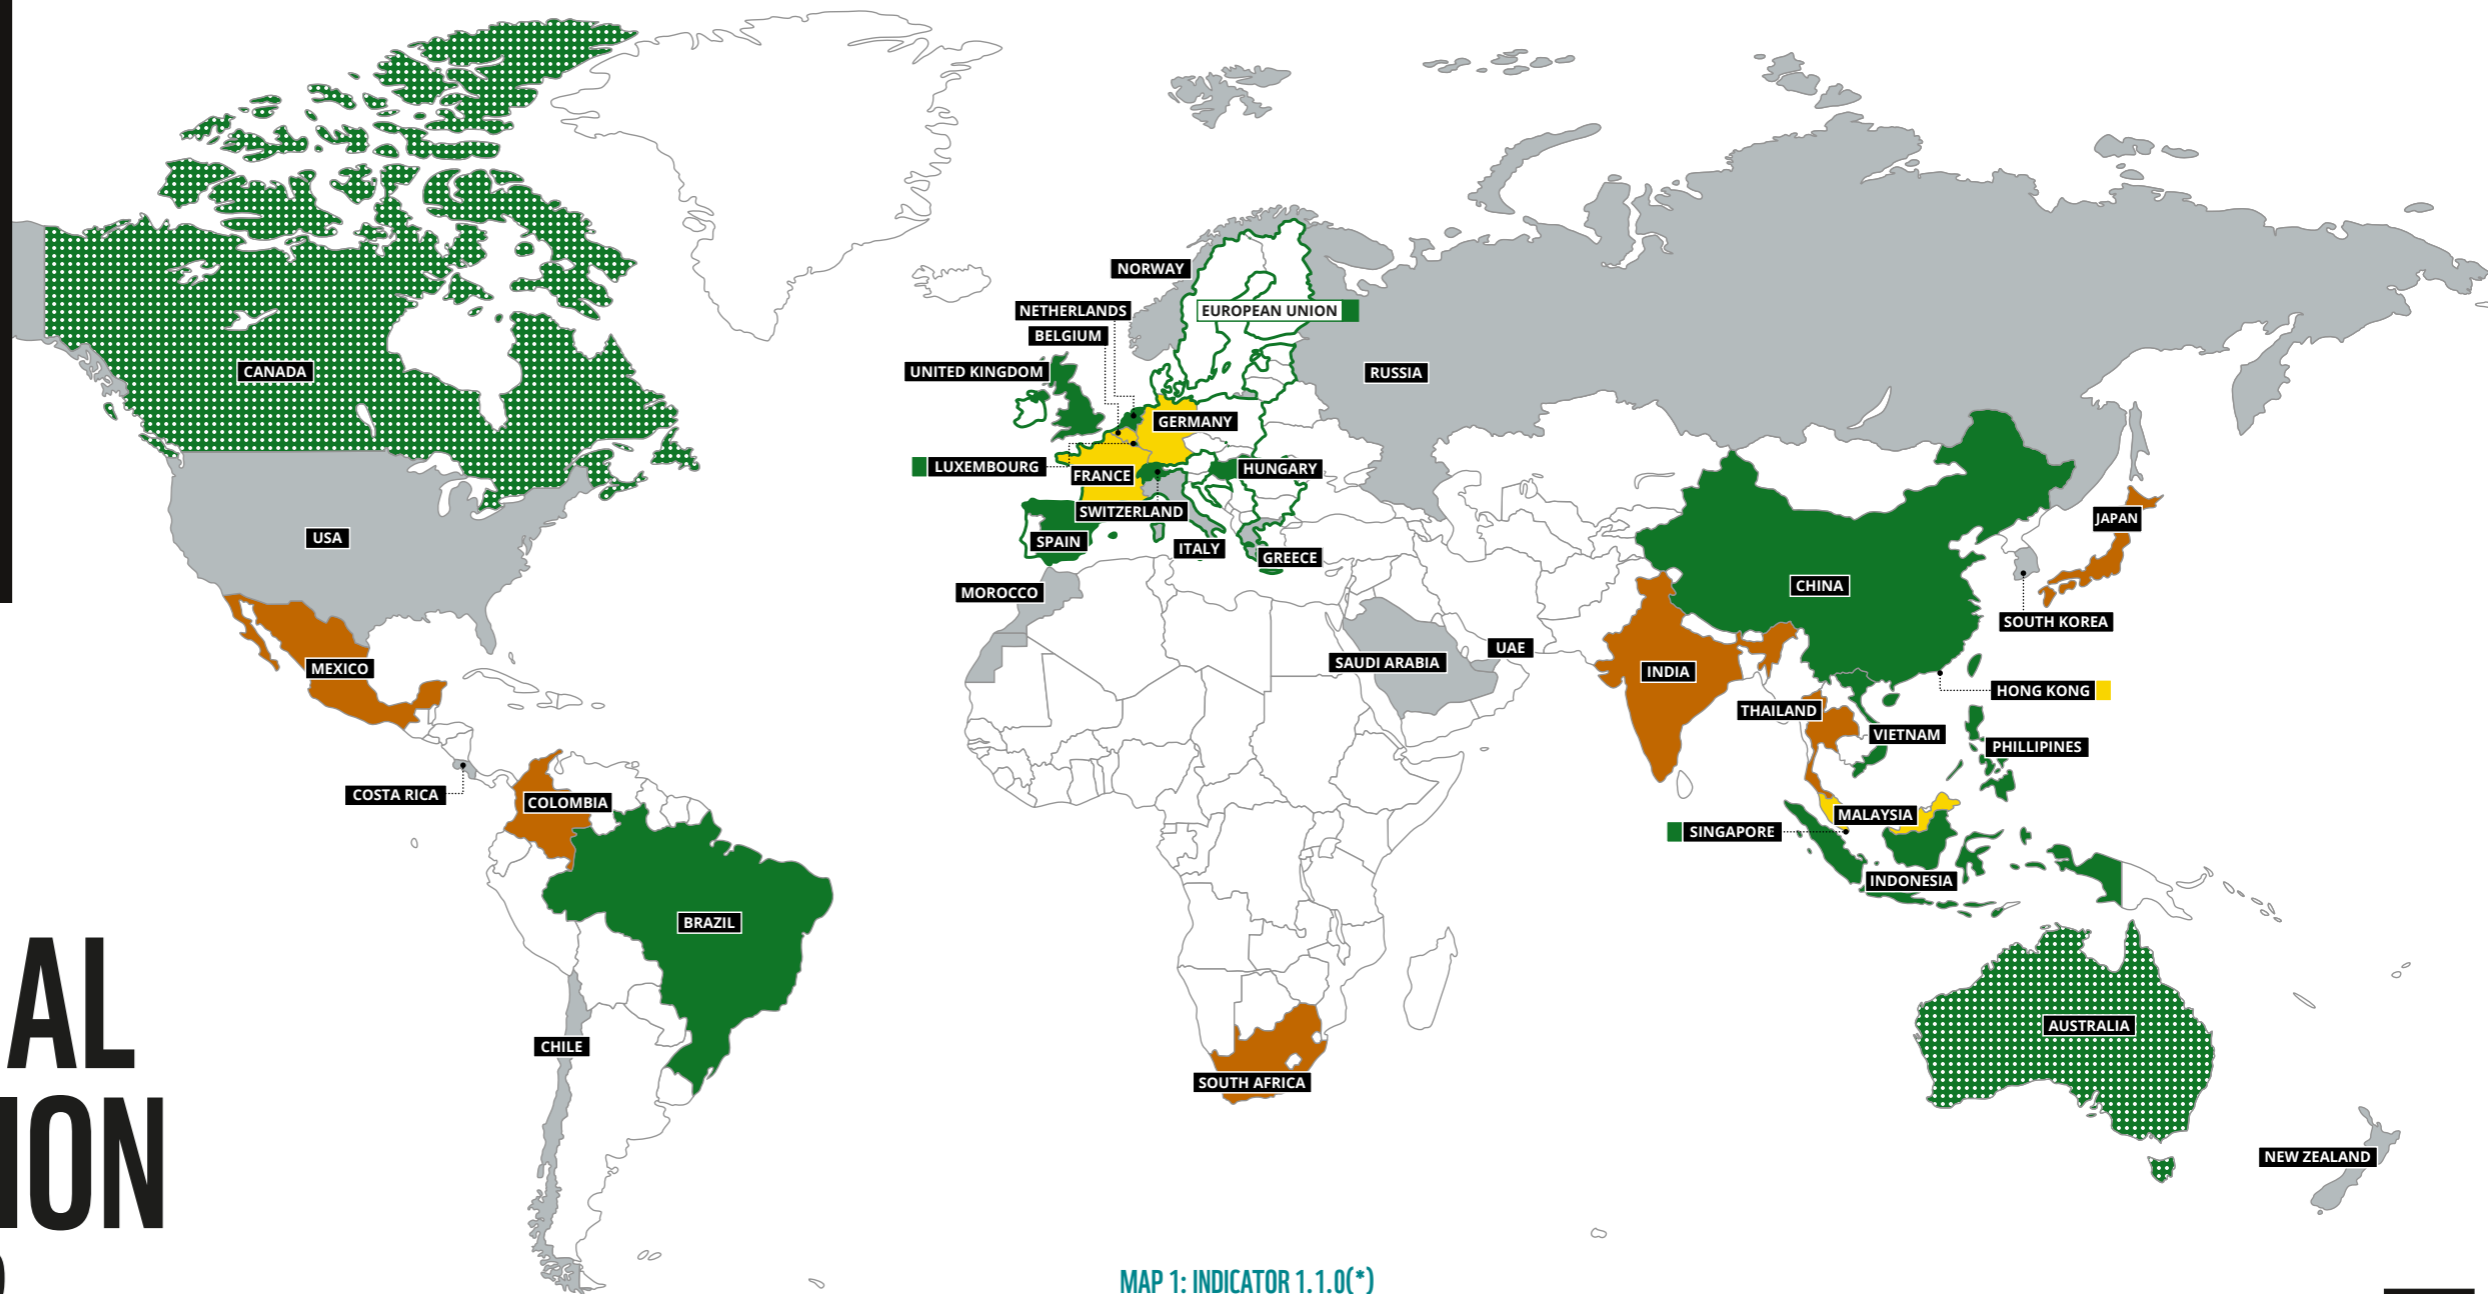 NORWAY
NETHERLANDS
EUROPEAN UNION
BELGIUM
UNITED KINGDOM
CANADA
RUSSIA
GERMANY
LUXEMBOURG
FRANCE
HUNGARY
SWITZERLAND
JAPAN
USA
SPAIN
ITALY
GREECE
CHINA
MOROCCO
SOUTH KOREA
UAE
SAUDI ARABIA
MEXICO
INDIA
HONG KONG
THAILAND
VIETNAM
PHILLIPINES
COSTA RICA
COLOMBIA
MALAYSIA
SINGAPORE
INDONESIA
BRAZIL
AL
AUSTRALIA
CHILE
SOUTH AFRICA
ION
NEW ZEALAND
MAP 1: INDICATOR 1.1.0(*)